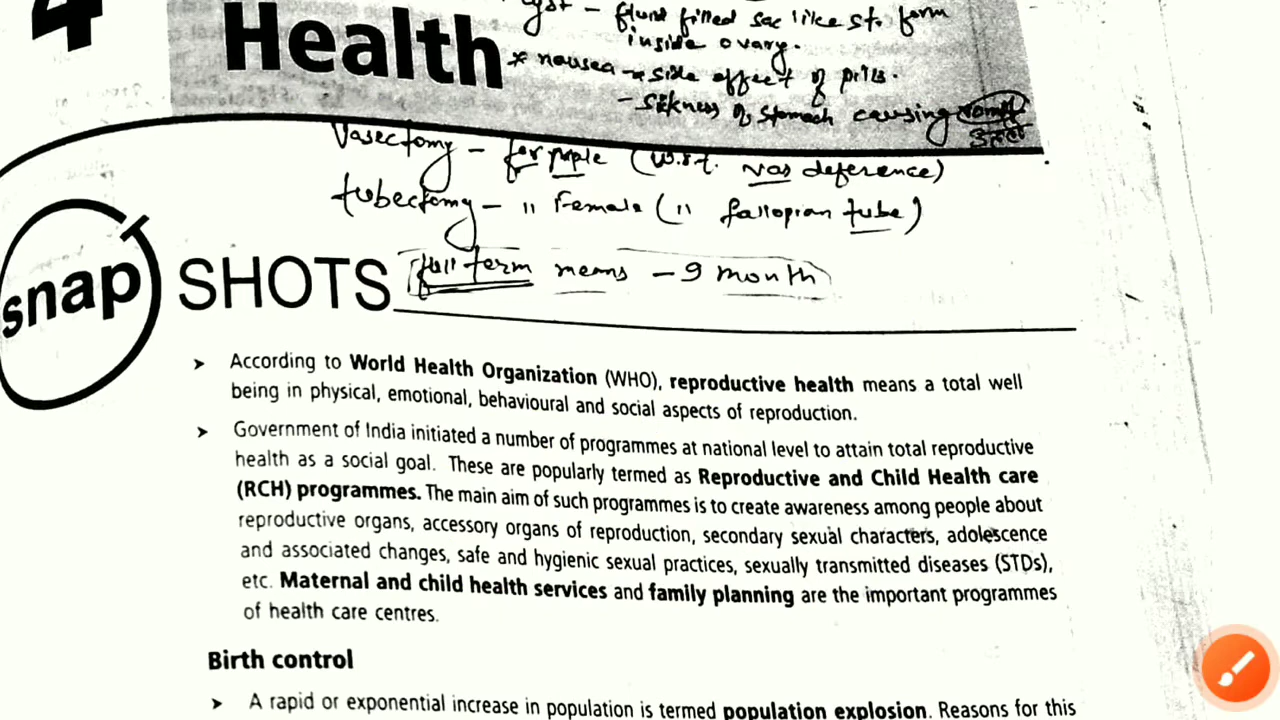 4
Health
cyst - fluid filled sac like st. form
inside ovary.
* nausea - side effect of pills.
- sikness of stomach causing
Vasectomy - for male (w.r.t. vas deference)
tubectomy - " Female (" fallopian tube)
snap SHOTS full term means - 9 month
➤ According to World Health Organization (WHO), reproductive health means a total well
being in physical, emotional, behavioural and social aspects of reproduction.
➤ Government of India initiated a number of programmes at national level to attain total reproductive
health as a social goal. These are popularly termed as Reproductive and Child Health care
(RCH) programmes. The main aim of such programmes is to create awareness among people about
reproductive organs, accessory organs of reproduction, secondary sexual characters, adolescence
and associated changes, safe and hygienic sexual practices, sexually transmitted diseases (STDs),
etc. Maternal and child health services and family planning are the important programmes
of health care centres.
Birth control
➤ A rapid or exponential increase in population is termed population explosion. Reasons for this